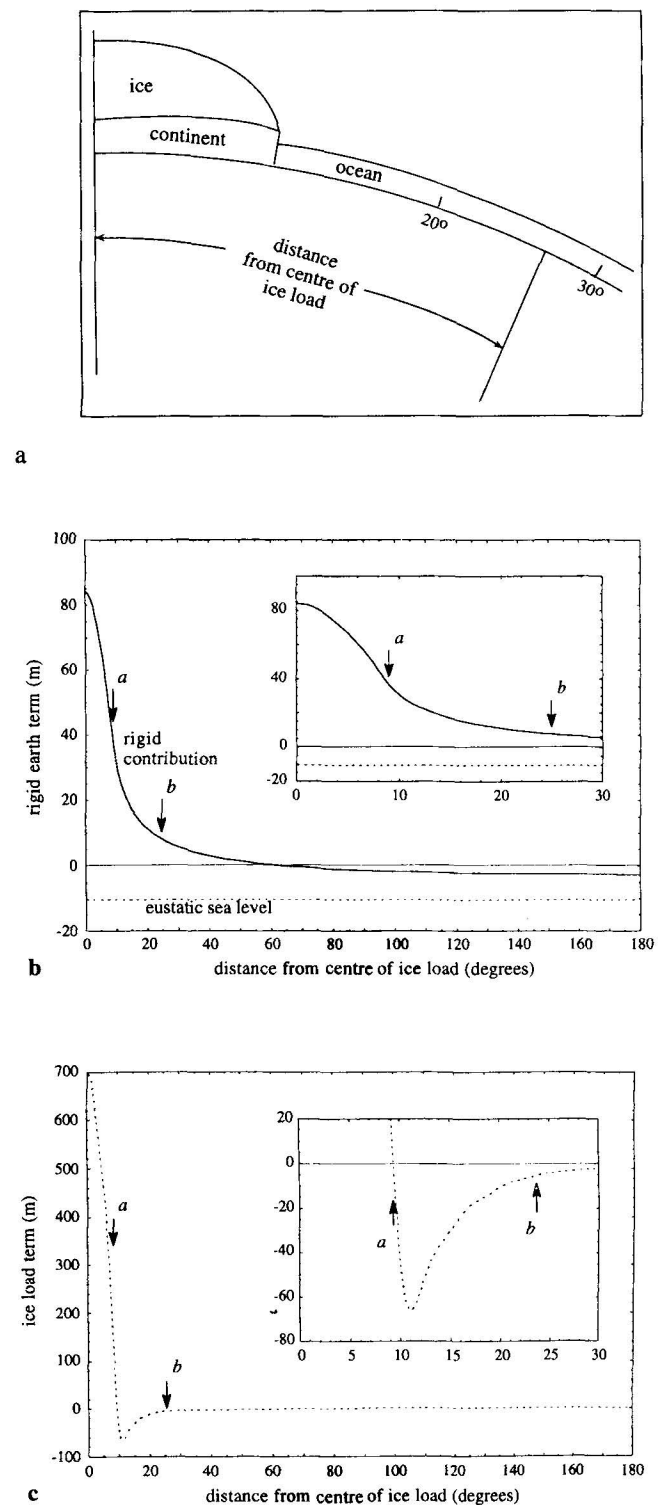 ice
continent
ocean
20º
30º
distance
from centre of
ice load
a
100
80
60
40
20
0
-20
rigid earth term (m)
a
rigid
contribution
b
eustatic sea level
80
40
0
-20
a
b
0
10
20
30
0
20
40
60
80
100
120
140
160
180
b
distance from centre of ice load (degrees)
700
600
500
400
300
200
100
0
-100
ice load term (m)
a
b
20
0
-20
-40
-60
-80
a
b
0
5
10
15
20
25
30
0
20
40
60
80
100
120
140
160
180
c
distance from centre of ice load (degrees)